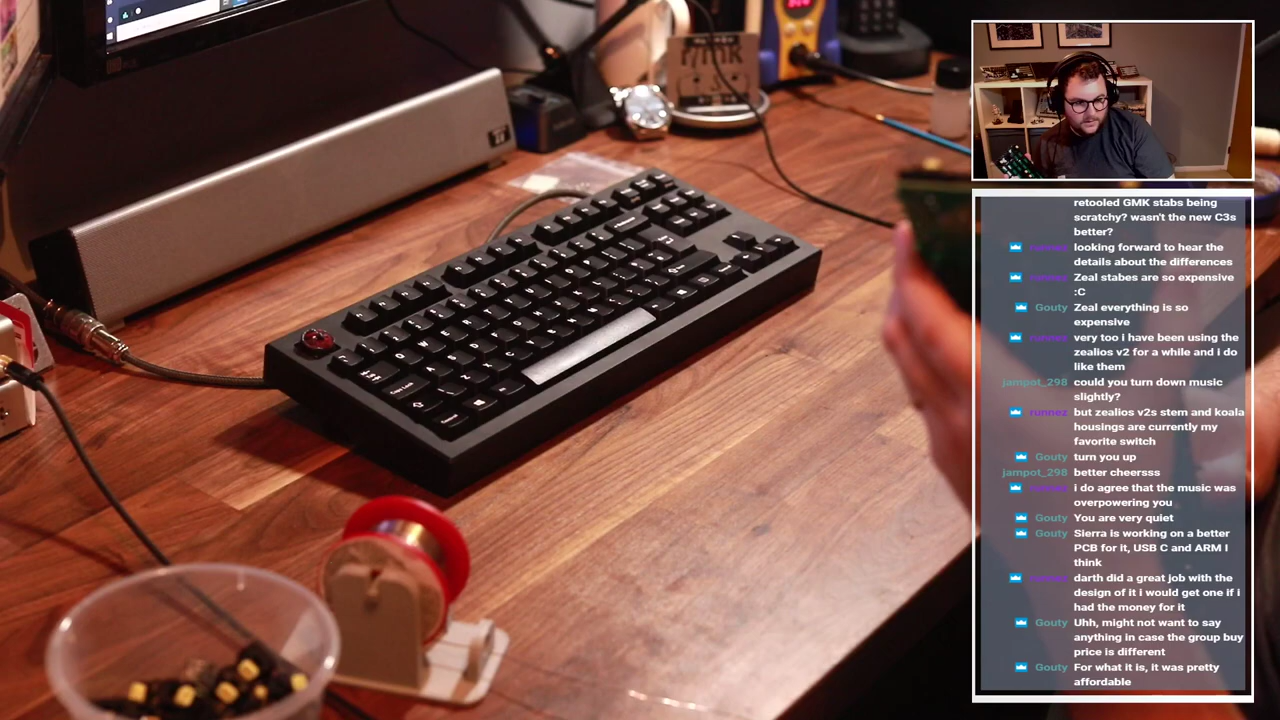 retooled GMK stabs being
scratchy? wasn't the new C3s
better?
looking forward to hear the
details about the differences
Zeal stabes are so expensive
:C
Gouty Zeal everything is so
expensive
very too i have been using the
zealios v2 for a while and i do
like them
jampot_298 could you turn down music
slightly?
runnez but zealios v2s stem and koala
housings are currently my
favorite switch
Gouty turn you up
jampot_298 better cheersss
i do agree that the music was
overpowering you
Gouty You are very quiet
Gouty Sierra is working on a better
PCB for it, USB C and ARM I
think
darth did a great job with the
design of it i would get one if i
had the money for it
Gouty Uhh, might not want to say
anything in case the group buy
price is different
Gouty For what it is, it was pretty
affordable